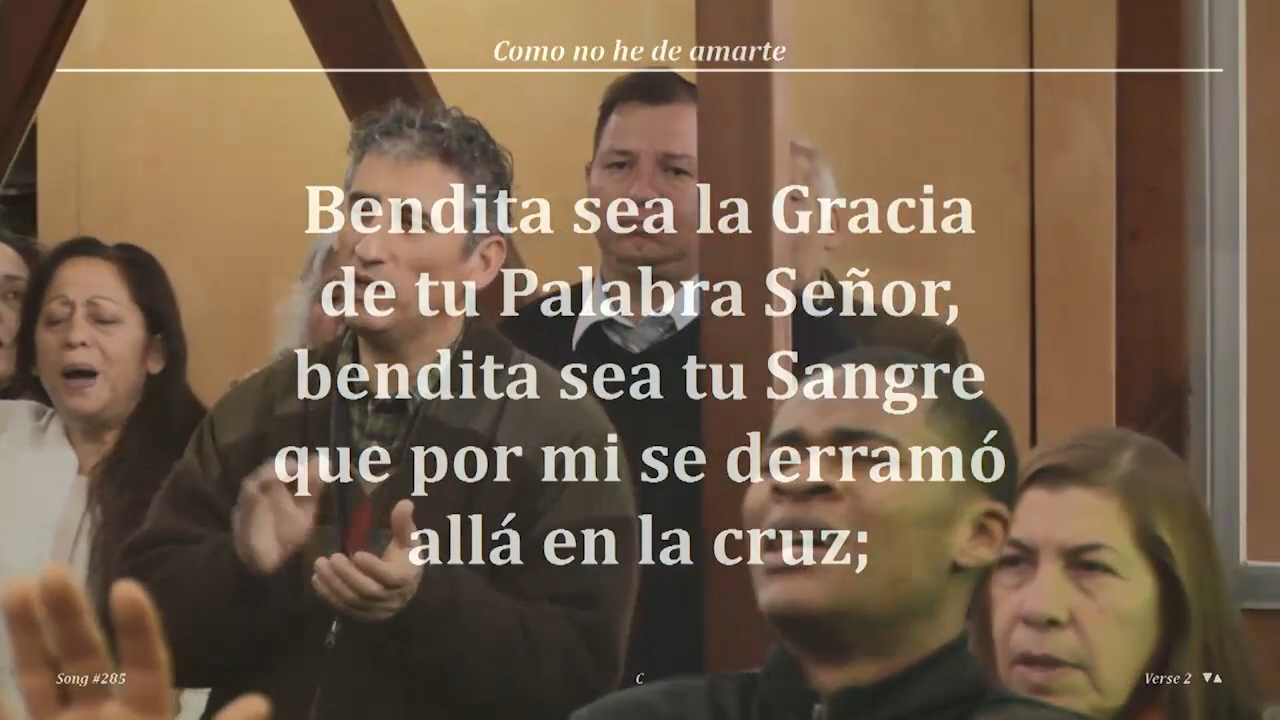 Como no he de amarte
Bendita sea la Gracia
de tu Palabra Señor,
bendita sea tu Sangre
que por mi se derramó
allá en la cruz;
Song #285 C Verse 2 ▼▲